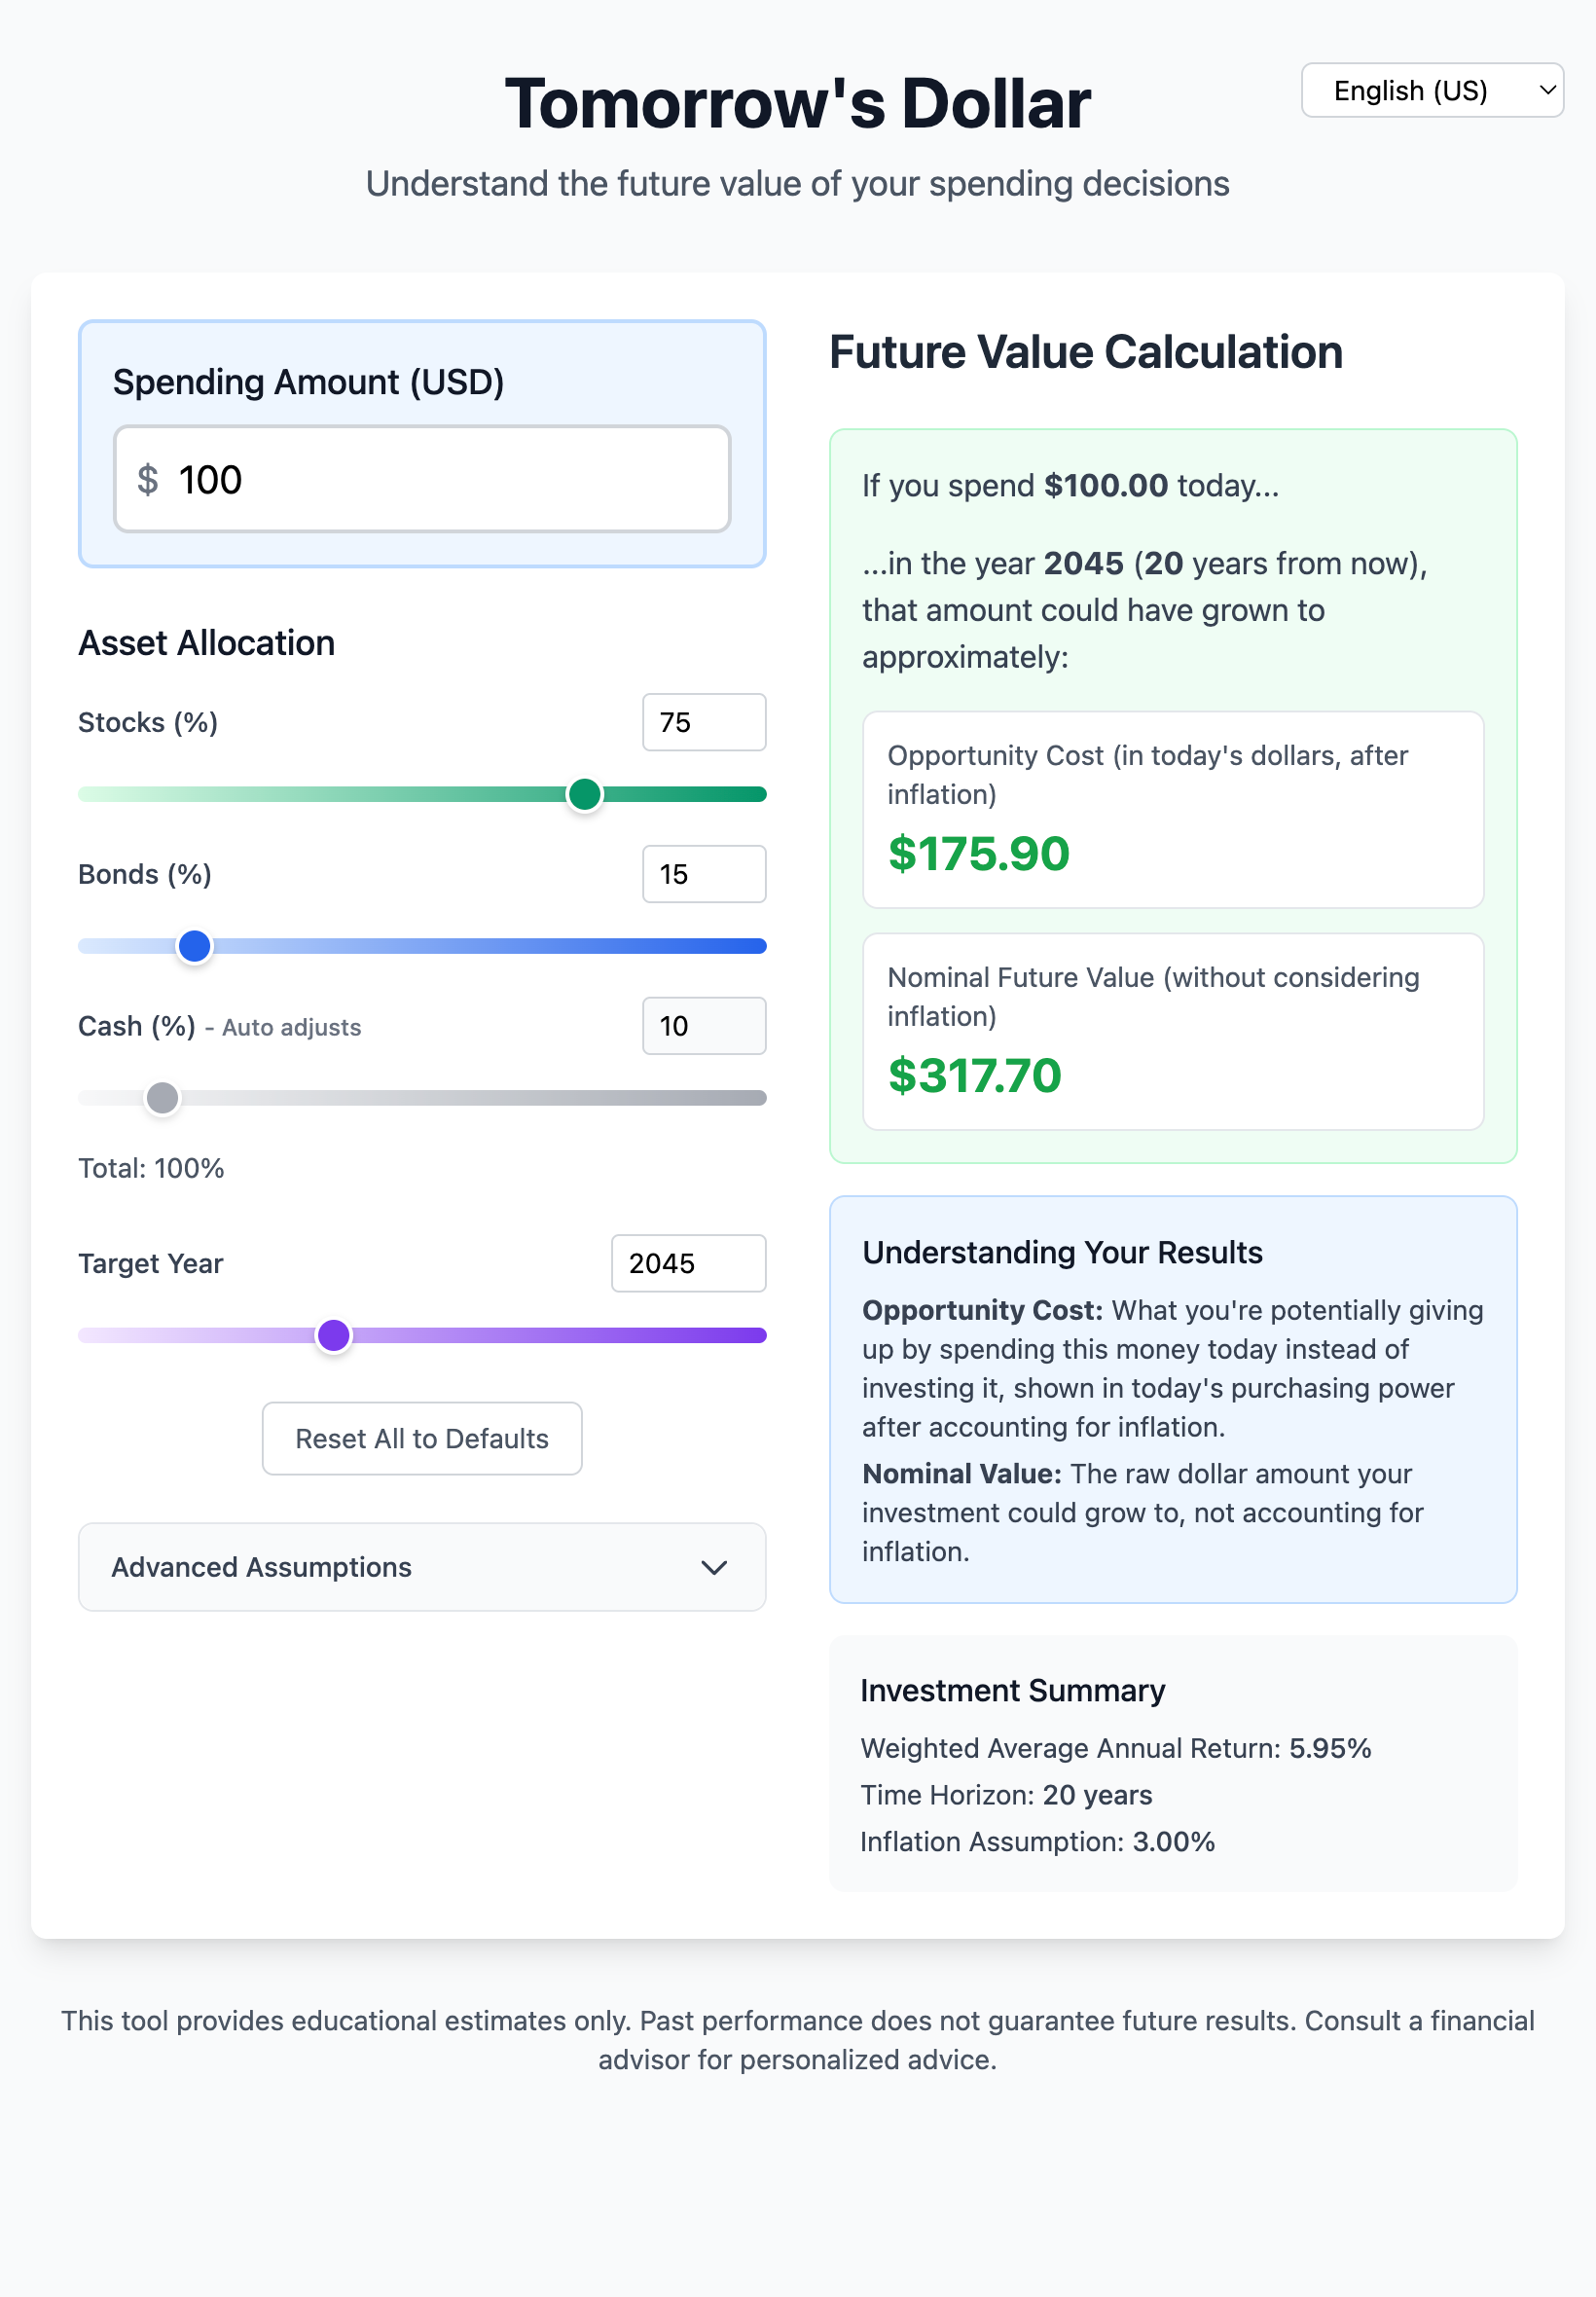 Tomorrow's Dollar
English (US)
Understand the future value of your spending decisions
Spending Amount (USD)
$ 100
Asset Allocation
Stocks (%) 75
Bonds (%) 15
Cash (%) - Auto adjusts 10
Total: 100%
Target Year 2045
Reset All to Defaults
Advanced Assumptions
Future Value Calculation
If you spend $100.00 today...
...in the year 2045 (20 years from now),
that amount could have grown to
approximately:
Opportunity Cost (in today's dollars, after
inflation)
$175.90
Nominal Future Value (without considering
inflation)
$317.70
Understanding Your Results
Opportunity Cost: What you're potentially giving
up by spending this money today instead of
investing it, shown in today's purchasing power
after accounting for inflation.
Nominal Value: The raw dollar amount your
investment could grow to, not accounting for
inflation.
Investment Summary
Weighted Average Annual Return: 5.95%
Time Horizon: 20 years
Inflation Assumption: 3.00%
This tool provides educational estimates only. Past performance does not guarantee future results. Consult a financial
advisor for personalized advice.